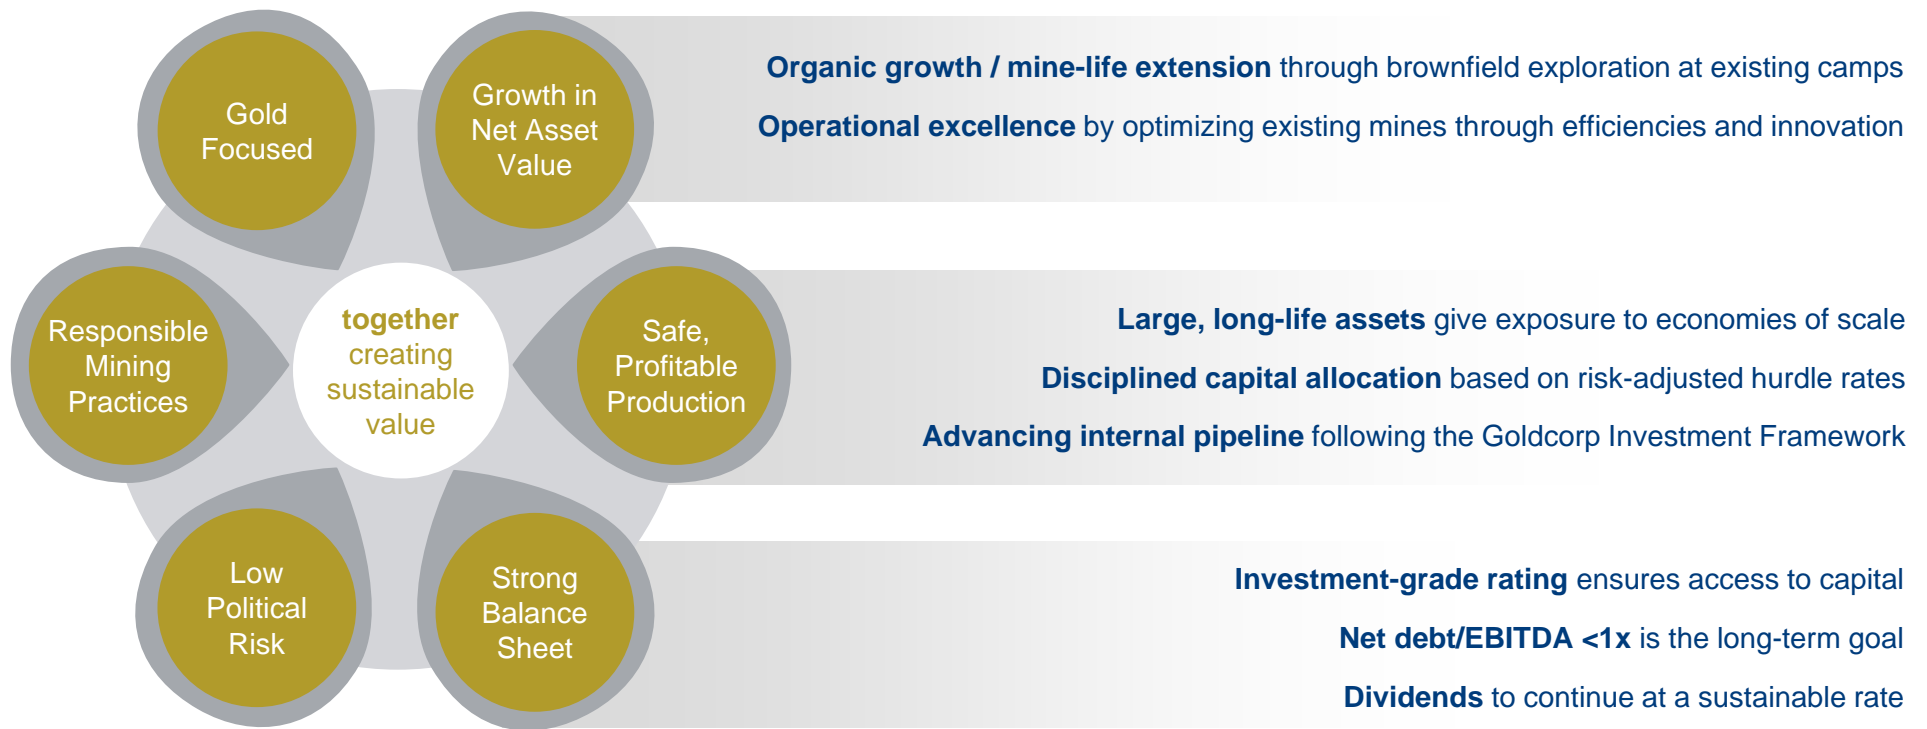 Gold
Focused
Growth in
Net Asset
Value
Organic growth / mine-life extension through brownfield exploration at existing camps
Operational excellence by optimizing existing mines through efficiencies and innovation
Responsible
Mining
Practices
together
creating
sustainable
value
Safe,
Profitable
Production
Large, long-life assets give exposure to economies of scale
Disciplined capital allocation based on risk-adjusted hurdle rates
Advancing internal pipeline following the Goldcorp Investment Framework
Low
Political
Risk
Strong
Balance
Sheet
Investment-grade rating ensures access to capital
Net debt/EBITDA <1x is the long-term goal
Dividends to continue at a sustainable rate